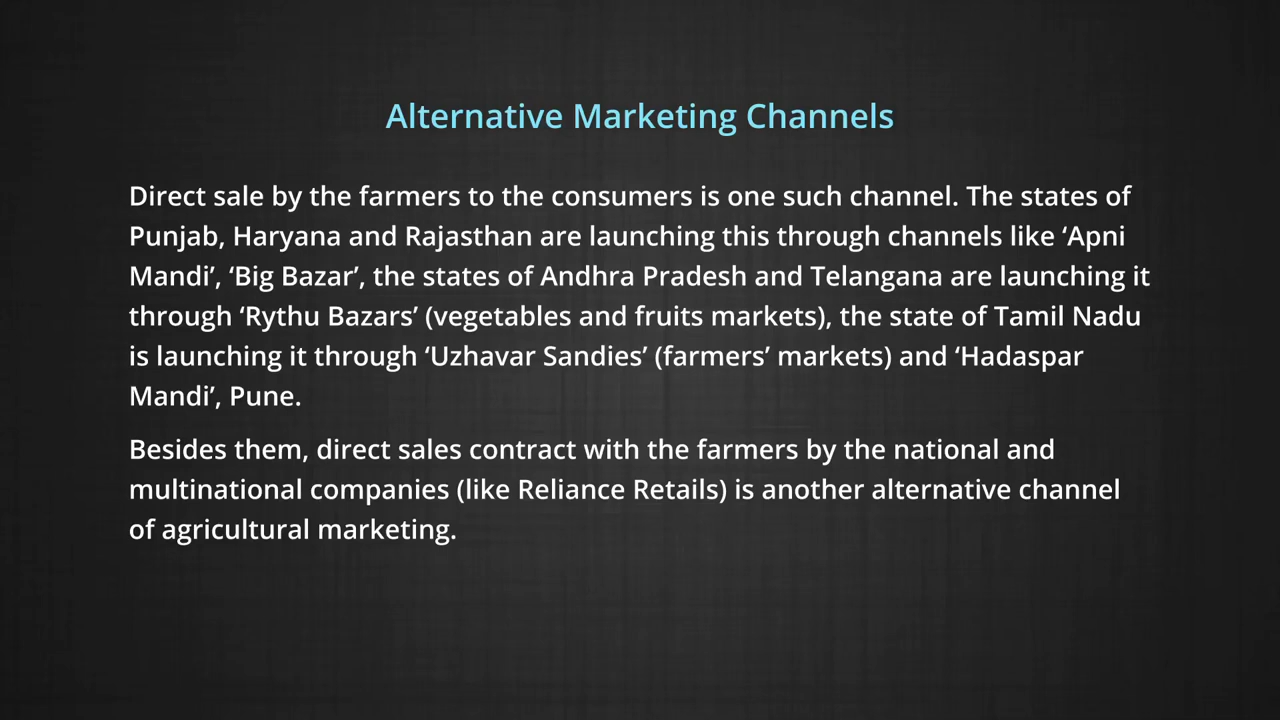 Alternative Marketing Channels
Direct sale by the farmers to the consumers is one such channel. The states of
Punjab, Haryana and Rajasthan are launching this through channels like ‘Apni
Mandi’, ‘Big Bazar’, the states of Andhra Pradesh and Telangana are launching it
through ‘Rythu Bazars’ (vegetables and fruits markets), the state of Tamil Nadu
is launching it through ‘Uzhavar Sandies’ (farmers’ markets) and ‘Hadaspar
Mandi’, Pune.
Besides them, direct sales contract with the farmers by the national and
multinational companies (like Reliance Retails) is another alternative channel
of agricultural marketing.